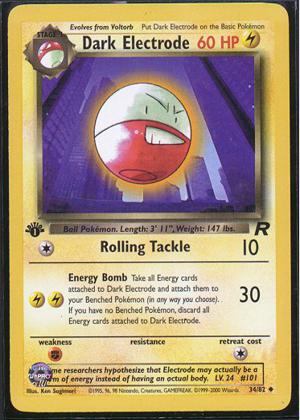 Evolves from Voltorb Put Dark Electrode on the Basic Pokémon
STAGE 1
Dark Electrode 60 HP
Ball Pokémon. Length: 3' 11", Weight: 147 lbs.
EDITION
1
R
Rolling Tackle 10
Energy Bomb Take all Energy cards
attached to Dark Electrode and attach them to
your Benched Pokémon (in any way you choose).
If you have no Benched Pokémon, discard all
Energy cards attached to Dark Electrode.
30
weakness resistance retreat cost
Some researchers hypothesize that Electrode may actually be a
form of energy instead of having an actual body. LV. 24 #101
Illus. Ken Sugimori ©1995, 96, 98 Nintendo, Creatures, GAMEFREAK. ©1999-2000 Wizards. 34/82